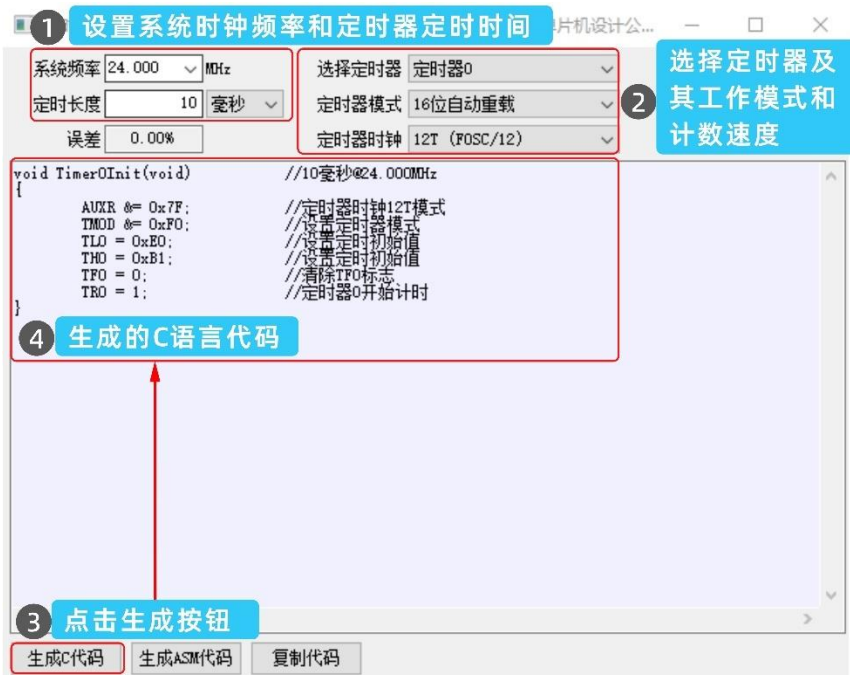 1 设置系统时钟频率和定时器定时时间
片机设计公...
系统频率 24.000 MHz
选择定时器 定时器0
定时长度 10 毫秒
定时器模式 16位自动重载
误差 0.00%
定时器时钟 12T (FOSC/12)
2 选择定时器及
其工作模式和
计数速度
void Timer0Init(void) //10毫秒@24.000MHz
{
AUXR &= 0x7F; //定时器时钟12T模式
TMOD &= 0xF0; //设置定时器模式
TL0 = 0xE0; //设置定时初始值
TH0 = 0xB1; //设置定时初始值
TF0 = 0; //清除TF0标志
TR0 = 1; //定时器0开始计时
}
4 生成的C语言代码
3 点击生成按钮
生成C代码 生成ASM代码 复制代码